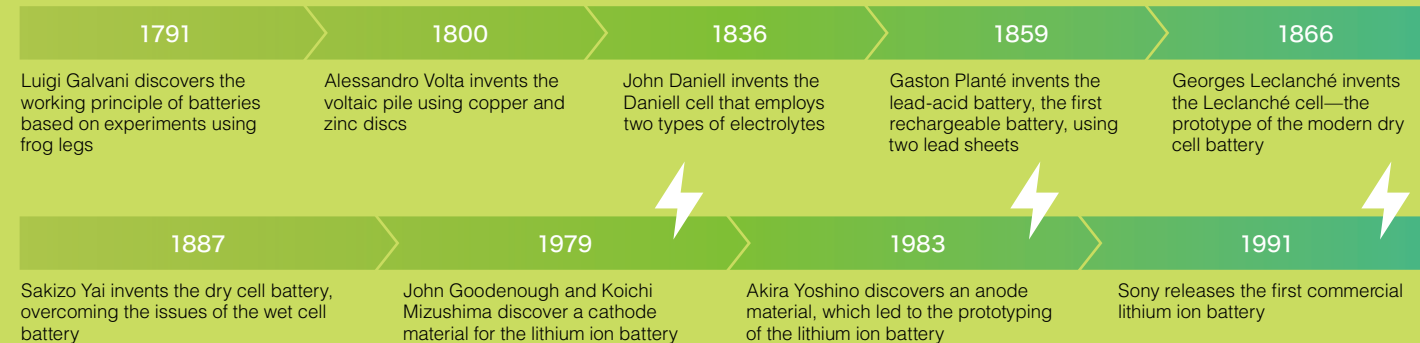 1791
1800
1836
1859
1866
Luigi Galvani discovers the
working principle of batteries
based on experiments using
frog legs
Alessandro Volta invents the
voltaic pile using copper and
zinc discs
John Daniell invents the
Daniell cell that employs
two types of electrolytes
Gaston Planté invents the
lead-acid battery, the first
rechargeable battery, using
two lead sheets
Georges Leclanché invents
the Leclanché cell—the
prototype of the modern dry
cell battery
1887
1979
1983
1991
Sakizo Yai invents the dry cell battery,
overcoming the issues of the wet cell
battery
John Goodenough and Koichi
Mizushima discover a cathode
material for the lithium ion battery
Akira Yoshino discovers an anode
material, which led to the prototyping
of the lithium ion battery
Sony releases the first commercial
lithium ion battery